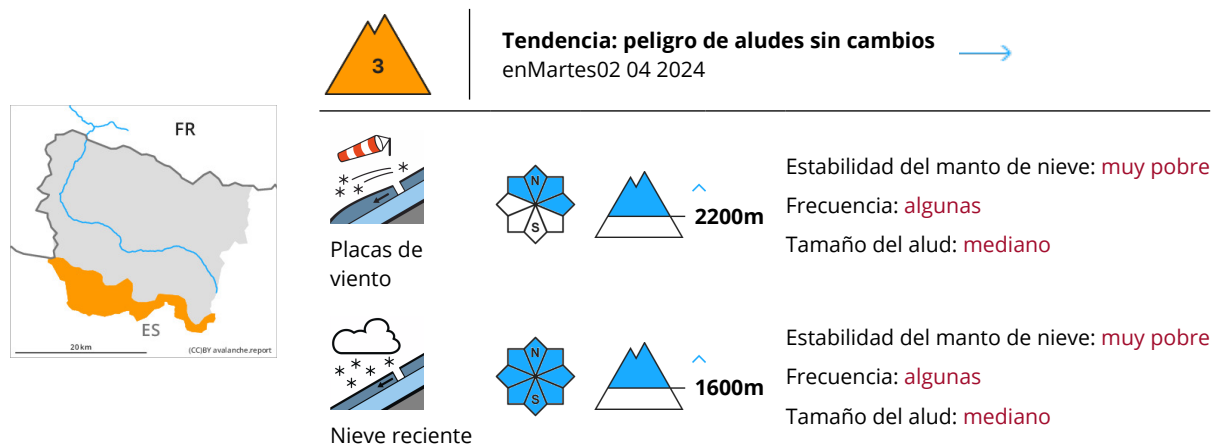 3
Tendencia: peligro de aludes sin cambios
enMartes02 04 2024
FR
ES
20 km
(CC)BY avalanche.report
N
S
2200m
Placas de
viento
Estabilidad del manto de nieve: muy pobre
Frecuencia: algunas
Tamaño del alud: mediano
N
S
1600m
Nieve reciente
Estabilidad del manto de nieve: muy pobre
Frecuencia: algunas
Tamaño del alud: mediano